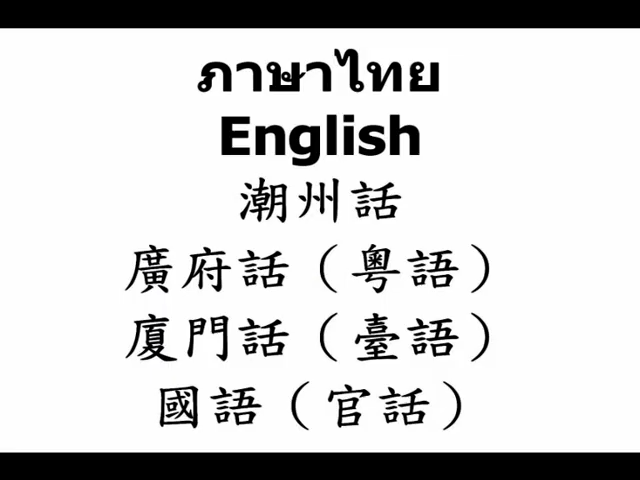 ภาษาไทย
English
潮州話
廣府話（粵語）
廈門話（臺語）
國語（官話）